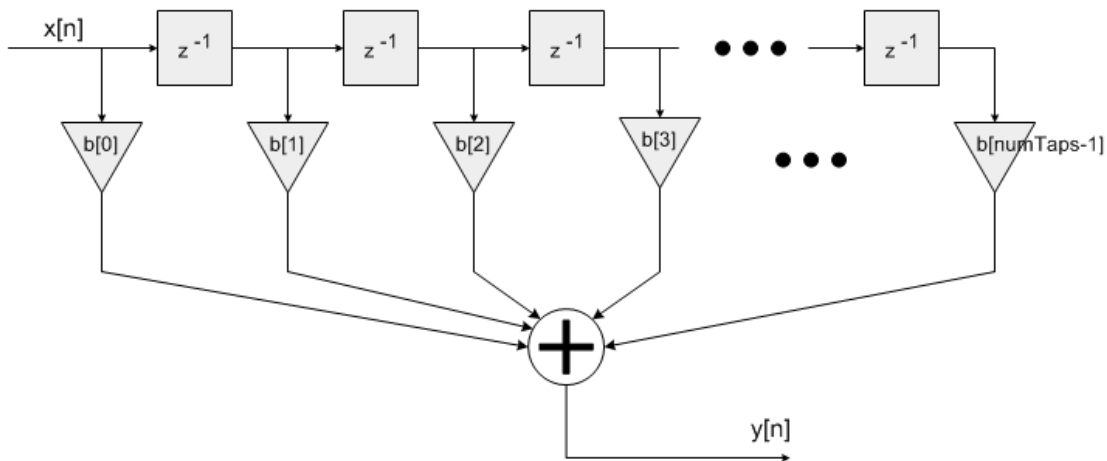 x[n]
z⁻¹
z⁻¹
z⁻¹
z⁻¹
b[0]
b[1]
b[2]
b[3]
b[numTaps-1]
y[n]